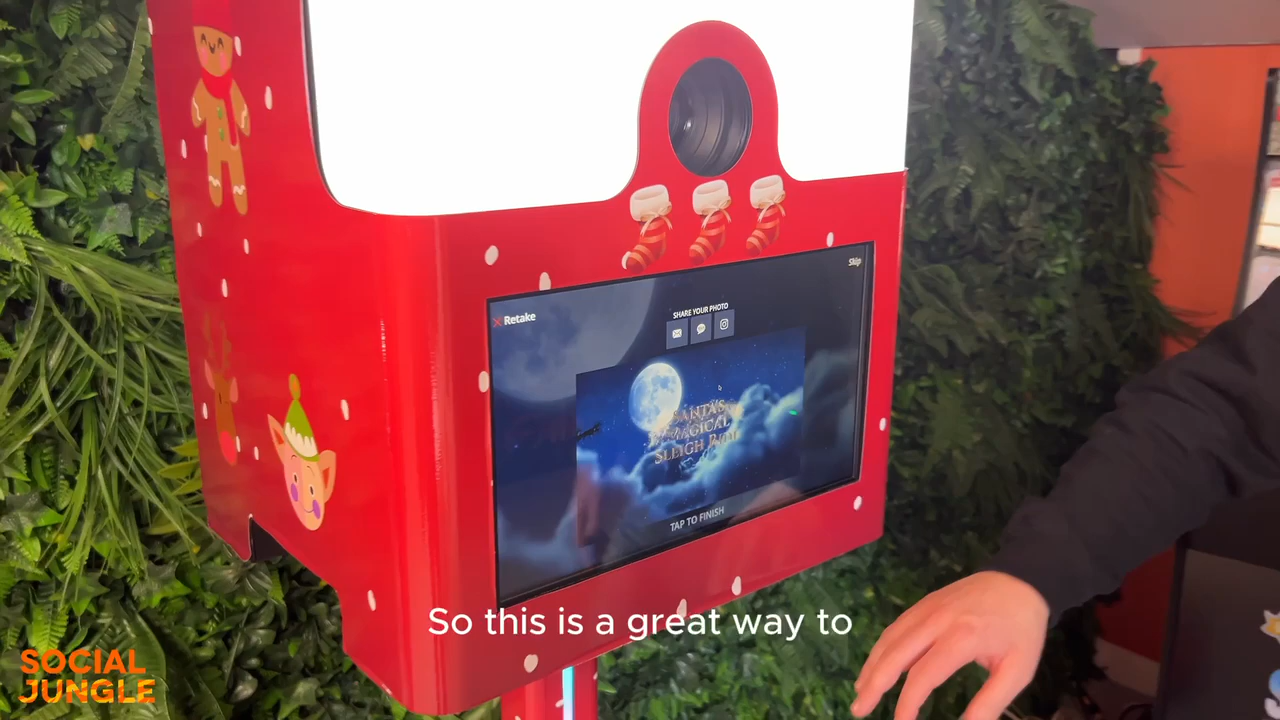 Skip
Retake
SHARE YOUR PHOTO
SANTA'S
MAGICAL
SLEIGH RIDE
TAP TO FINISH
So this is a great way to
SOCIAL
JUNGLE